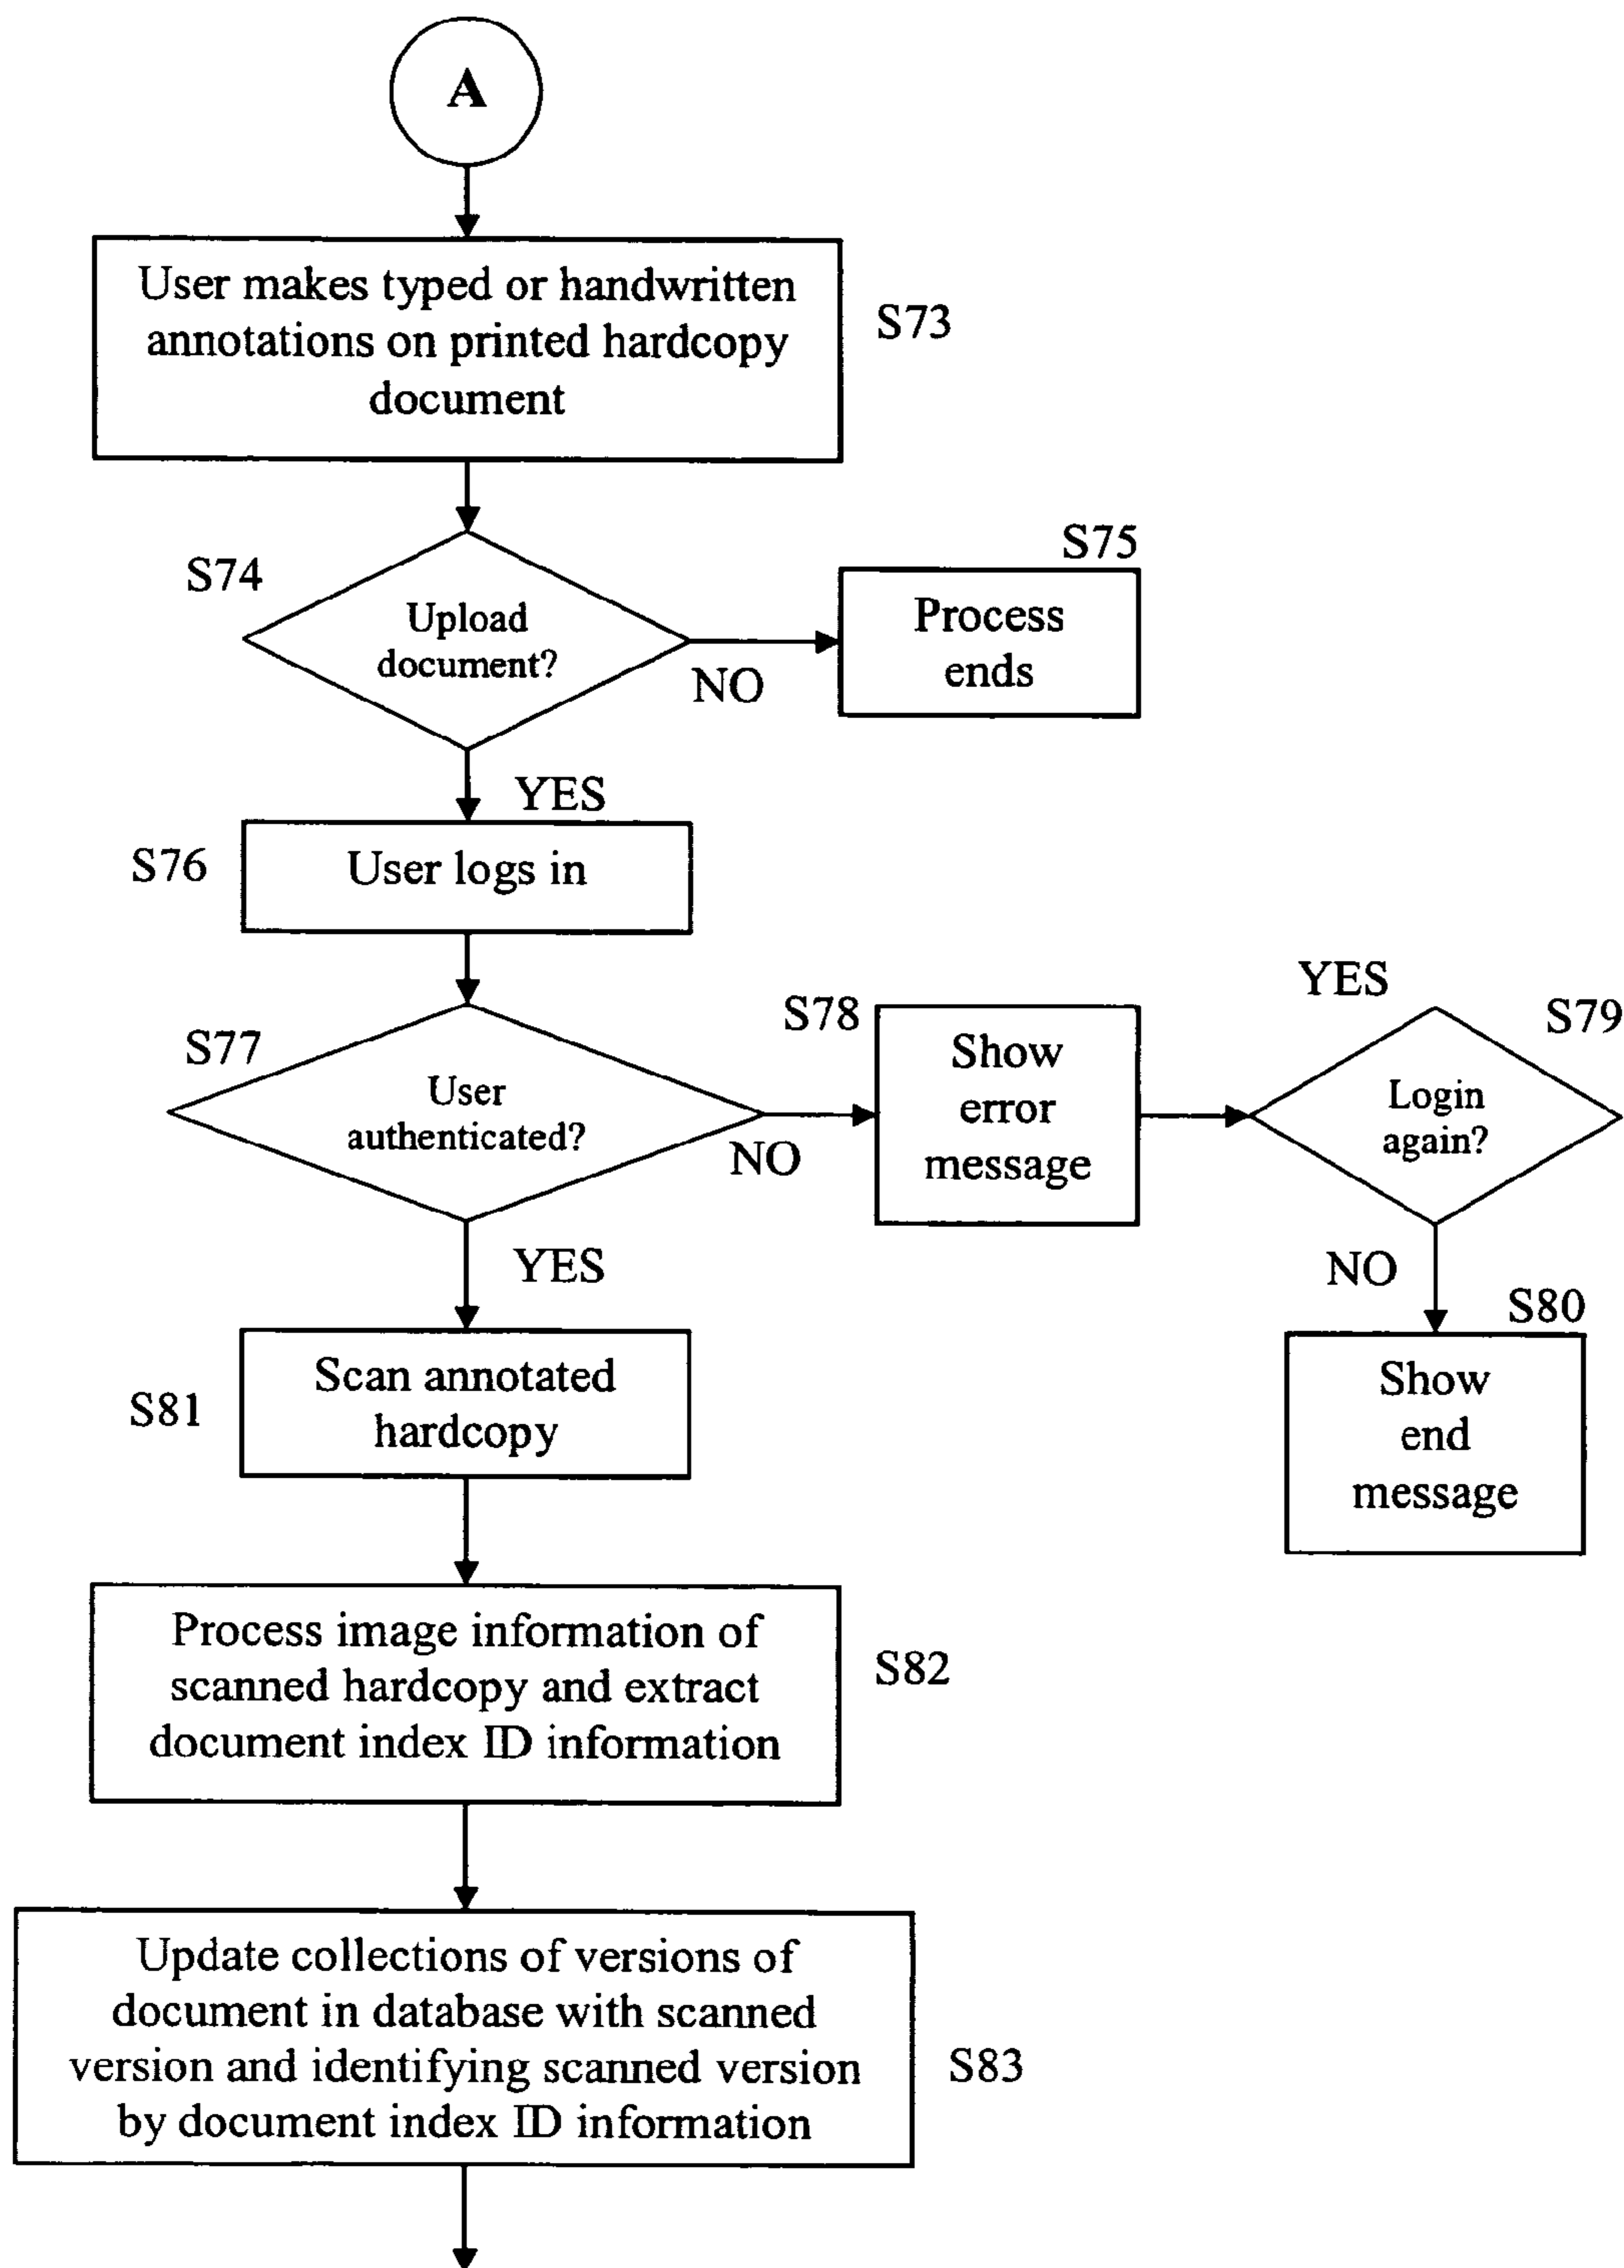 A
User makes typed or handwritten
annotations on printed hardcopy
document
S73
S74
Upload
document?
NO
S75
Process
ends
YES
S76
User logs in
S77
User
authenticated?
NO
S78
Show
error
message
YES
S79
Login
again?
NO
S80
Show
end
message
YES
S81
Scan annotated
hardcopy
Process image information of
scanned hardcopy and extract
document index ID information
S82
Update collections of versions of
document in database with scanned
version and identifying scanned version
by document index ID information
S83